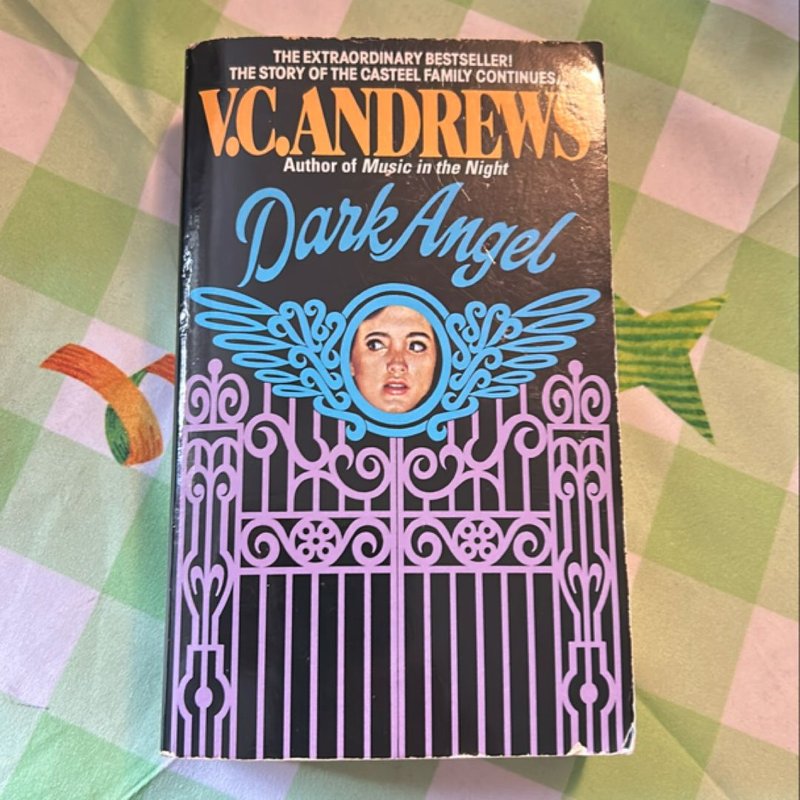 THE EXTRAORDINARY BESTSELLER!
THE STORY OF THE CASTEEL FAMILY CONTINUES...
V.C. ANDREWS
Author of Music in the Night
Dark Angel